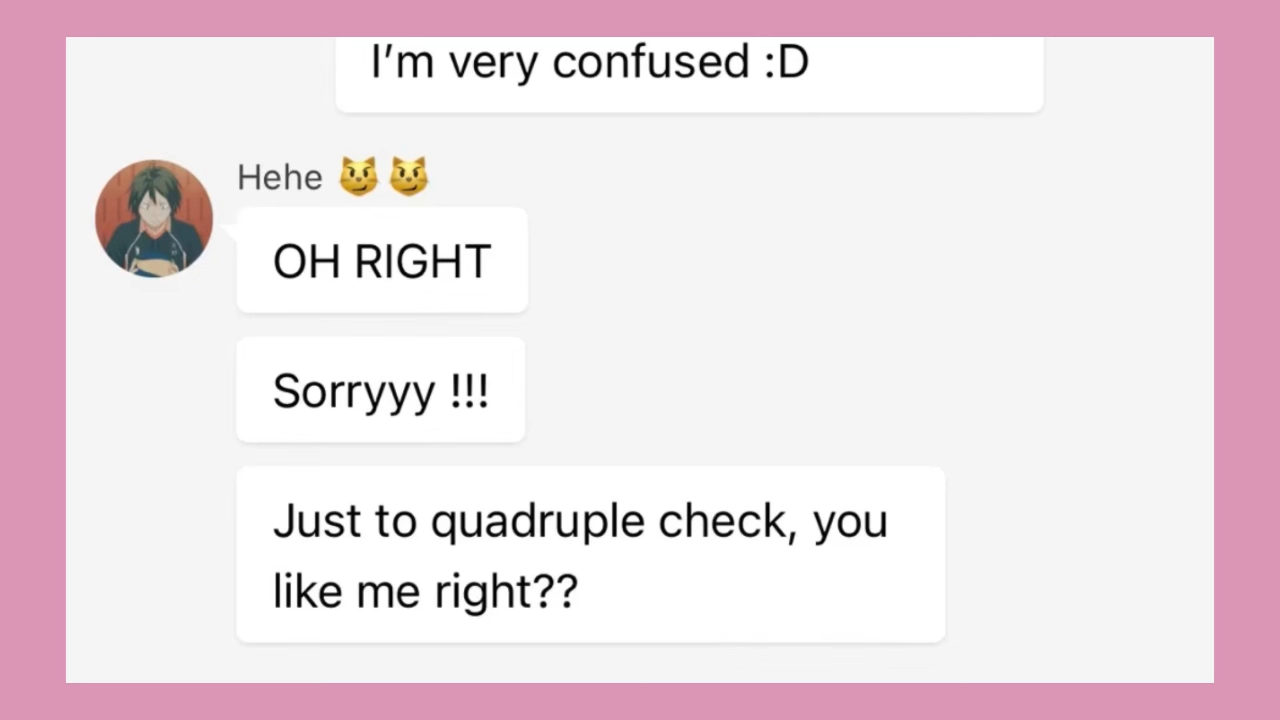 I’m very confused :D
Hehe 😼😼
OH RIGHT
Sorryyy !!!
Just to quadruple check, you
like me right??